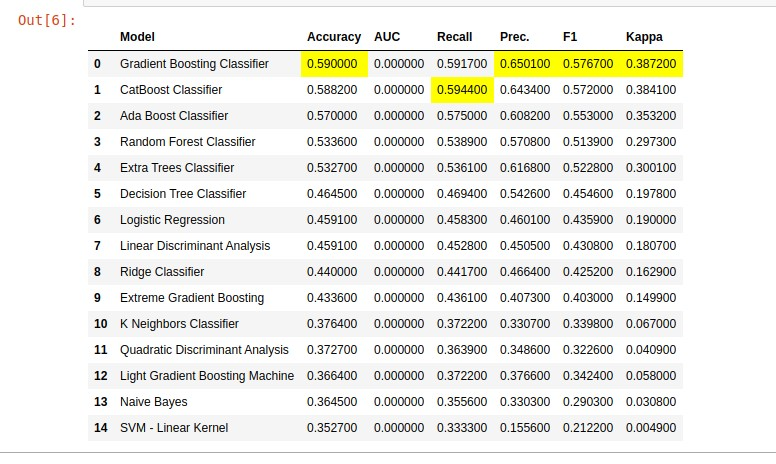 Out[6]:
Model Accuracy AUC Recall Prec. F1 Kappa
0 Gradient Boosting Classifier 0.590000 0.000000 0.591700 0.650100 0.576700 0.387200
1 CatBoost Classifier 0.588200 0.000000 0.594400 0.643400 0.572000 0.384100
2 Ada Boost Classifier 0.570000 0.000000 0.575000 0.608200 0.553000 0.353200
3 Random Forest Classifier 0.533600 0.000000 0.538900 0.570800 0.513900 0.297300
4 Extra Trees Classifier 0.532700 0.000000 0.536100 0.616800 0.522800 0.300100
5 Decision Tree Classifier 0.464500 0.000000 0.469400 0.542600 0.454600 0.197800
6 Logistic Regression 0.459100 0.000000 0.458300 0.460100 0.435900 0.190000
7 Linear Discriminant Analysis 0.459100 0.000000 0.452800 0.450500 0.430800 0.180700
8 Ridge Classifier 0.440000 0.000000 0.441700 0.466400 0.425200 0.162900
9 Extreme Gradient Boosting 0.433600 0.000000 0.436100 0.407300 0.403000 0.149900
10 K Neighbors Classifier 0.376400 0.000000 0.372200 0.330700 0.339800 0.067000
11 Quadratic Discriminant Analysis 0.372700 0.000000 0.363900 0.348600 0.322600 0.040900
12 Light Gradient Boosting Machine 0.366400 0.000000 0.372200 0.376600 0.342400 0.058000
13 Naive Bayes 0.364500 0.000000 0.355600 0.330300 0.290300 0.030800
14 SVM - Linear Kernel 0.352700 0.000000 0.333300 0.155600 0.212200 0.004900